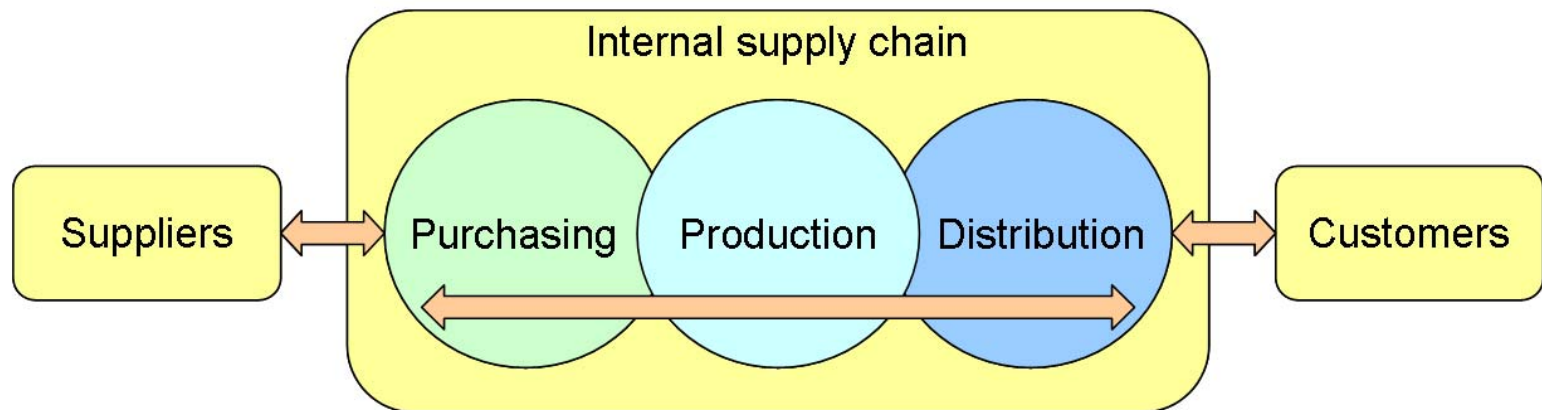 Internal supply chain
Suppliers
Purchasing
Production
Distribution
Customers